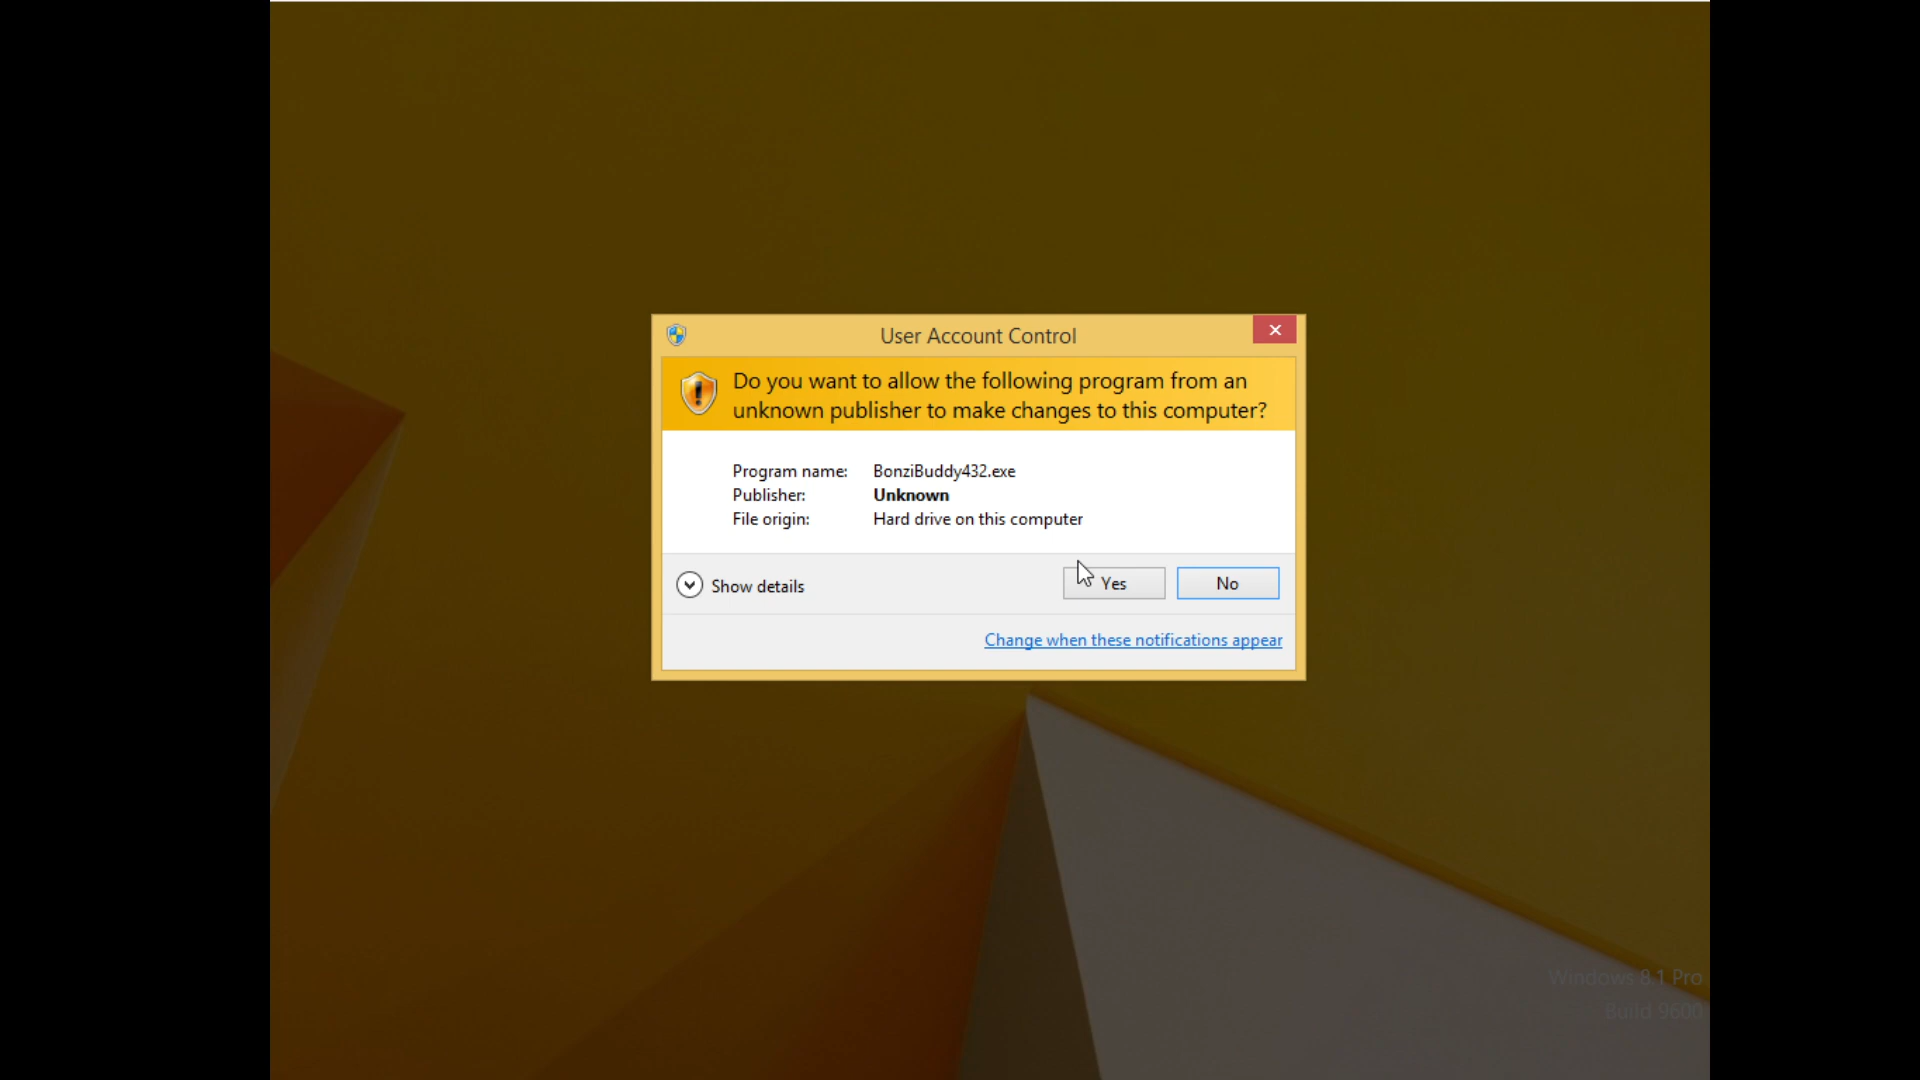 User Account Control
Do you want to allow the following program from an
unknown publisher to make changes to this computer?
Program name: BonziBuddy432.exe
Publisher: Unknown
File origin: Hard drive on this computer
Show details
Yes
No
Change when these notifications appear
Windows 8.1 Pro
Build 9600